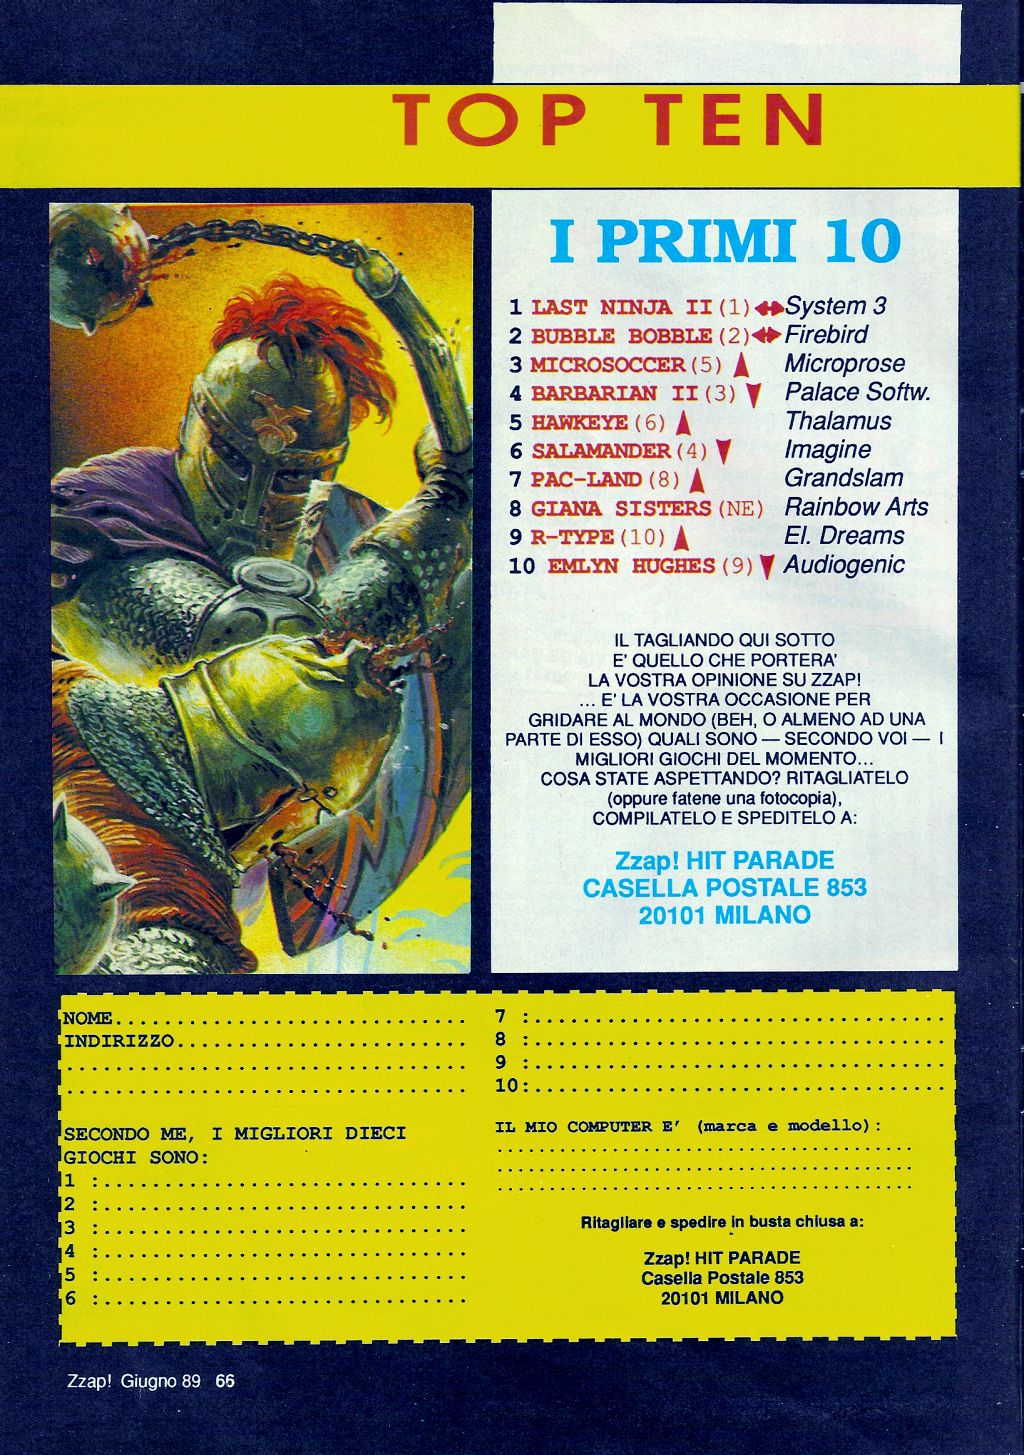 TOP TEN
I PRIMI 10
1 LAST NINJA II (1) System 3
2 BUBBLE BOBBLE (2) Firebird
3 MICROSOCCER (5) Microprose
4 BARBARIAN II (3) Palace Softw.
5 HAWKEYE (6) Thalamus
6 SALAMANDER (4) Imagine
7 PAC-LAND (8) Grandslam
8 GIANA SISTERS (NE) Rainbow Arts
9 R-TYPE (10) El. Dreams
10 EMLYN HUGHES (9) Audiogenic
IL TAGLIANDO QUI SOTTO
E' QUELLO CHE PORTERA'
LA VOSTRA OPINIONE SU ZZAP!
... E' LA VOSTRA OCCASIONE PER
GRIDARE AL MONDO (BEH, O ALMENO AD UNA
PARTE DI ESSO) QUALI SONO — SECONDO VOI — I
MIGLIORI GIOCHI DEL MOMENTO...
COSA STATE ASPETTANDO? RITAGLIATELO
(oppure fatene una fotocopia),
COMPILATELO E SPEDITELO A:
Zzap! HIT PARADE
CASELLA POSTALE 853
20101 MILANO
NOME.............................
INDIRIZZO........................
.................................
.................................
SECONDO ME, I MIGLIORI DIECI
GIOCHI SONO:
1 :..............................
2 :..............................
3 :..............................
4 :..............................
5 :..............................
6 :..............................
7 :..................................
8 :..................................
9 :..................................
10:..................................
IL MIO COMPUTER E' (marca e modello):
......................................
......................................
......................................
Ritagliare e spedire in busta chiusa a:
Zzap! HIT PARADE
Casella Postale 853
20101 MILANO
Zzap! Giugno 89 66